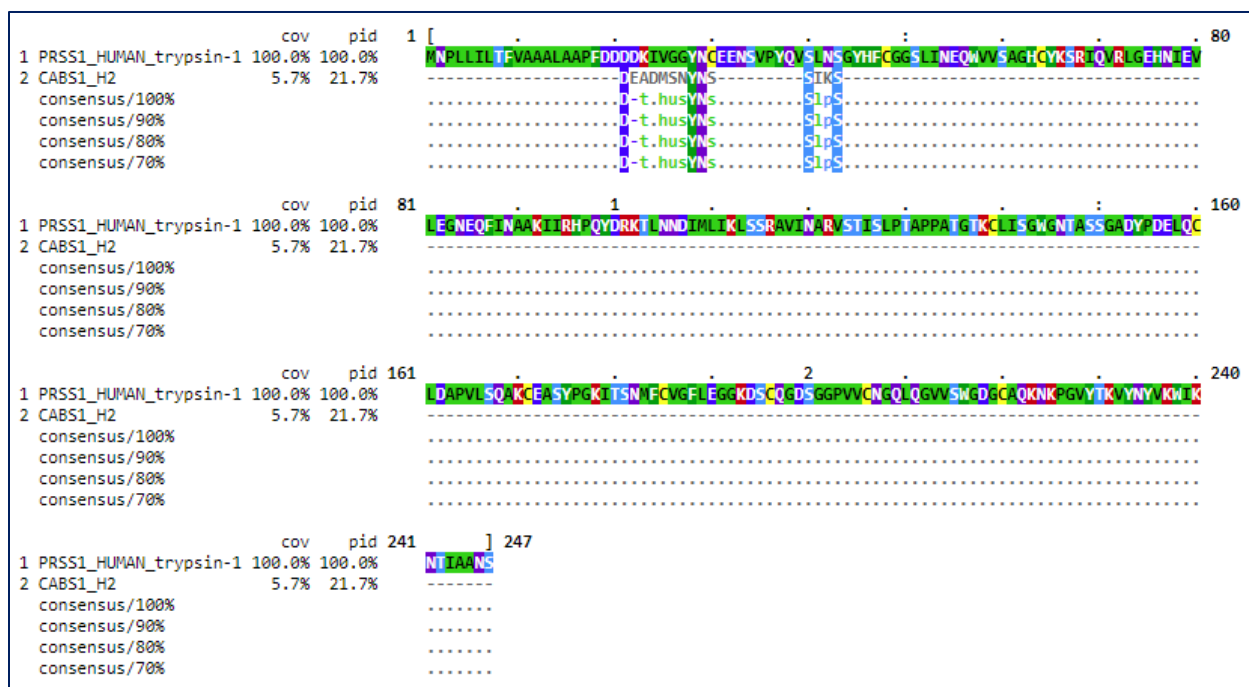 cov pid 1 [ . . . . : . . . 80
1 PRSS1_HUMAN_trypsin-1 100.0% 100.0% MNPLLILTFVAAALAAPFDDDDKIVGGYNCEENSVPYQVSLNSGYHFCGGSLINEQWVVSAGHCYKSRIQVRLGEHNIEV
2 CABS1_H2 5.7% 21.7% --------------------DEADMSNYNS---------SIKS-------------------------------------
consensus/100% ....................D-t.husYNs.........SlpS.....................................
consensus/90% ....................D-t.husYNs.........SlpS.....................................
consensus/80% ....................D-t.husYNs.........SlpS.....................................
consensus/70% ....................D-t.husYNs.........SlpS.....................................
cov pid 81 . 1 . . . . : . 160
1 PRSS1_HUMAN_trypsin-1 100.0% 100.0% LEGNEQFINAAKIIRHPQYDRKTLNNDIMLIKLSSRAVINARVSTISLPTAPPATGTKCLISGWGNTASSGADYPDELQC
2 CABS1_H2 5.7% 21.7% --------------------------------------------------------------------------------
consensus/100% ................................................................................
consensus/90% ................................................................................
consensus/80% ................................................................................
consensus/70% ................................................................................
cov pid 161 . . . 2 . . . . 240
1 PRSS1_HUMAN_trypsin-1 100.0% 100.0% LDAPVLSQAKCEASYPGKITSNMFCVGFLEGGKDSCQGDSGGPVVCNGQLQGVVSWGDGCAQKNKPGVYTKVYNYVKWIK
2 CABS1_H2 5.7% 21.7% --------------------------------------------------------------------------------
consensus/100% ................................................................................
consensus/90% ................................................................................
consensus/80% ................................................................................
consensus/70% ................................................................................
cov pid 241 ] 247
1 PRSS1_HUMAN_trypsin-1 100.0% 100.0% NTIAANS
2 CABS1_H2 5.7% 21.7% -------
consensus/100% .......
consensus/90% .......
consensus/80% .......
consensus/70% .......